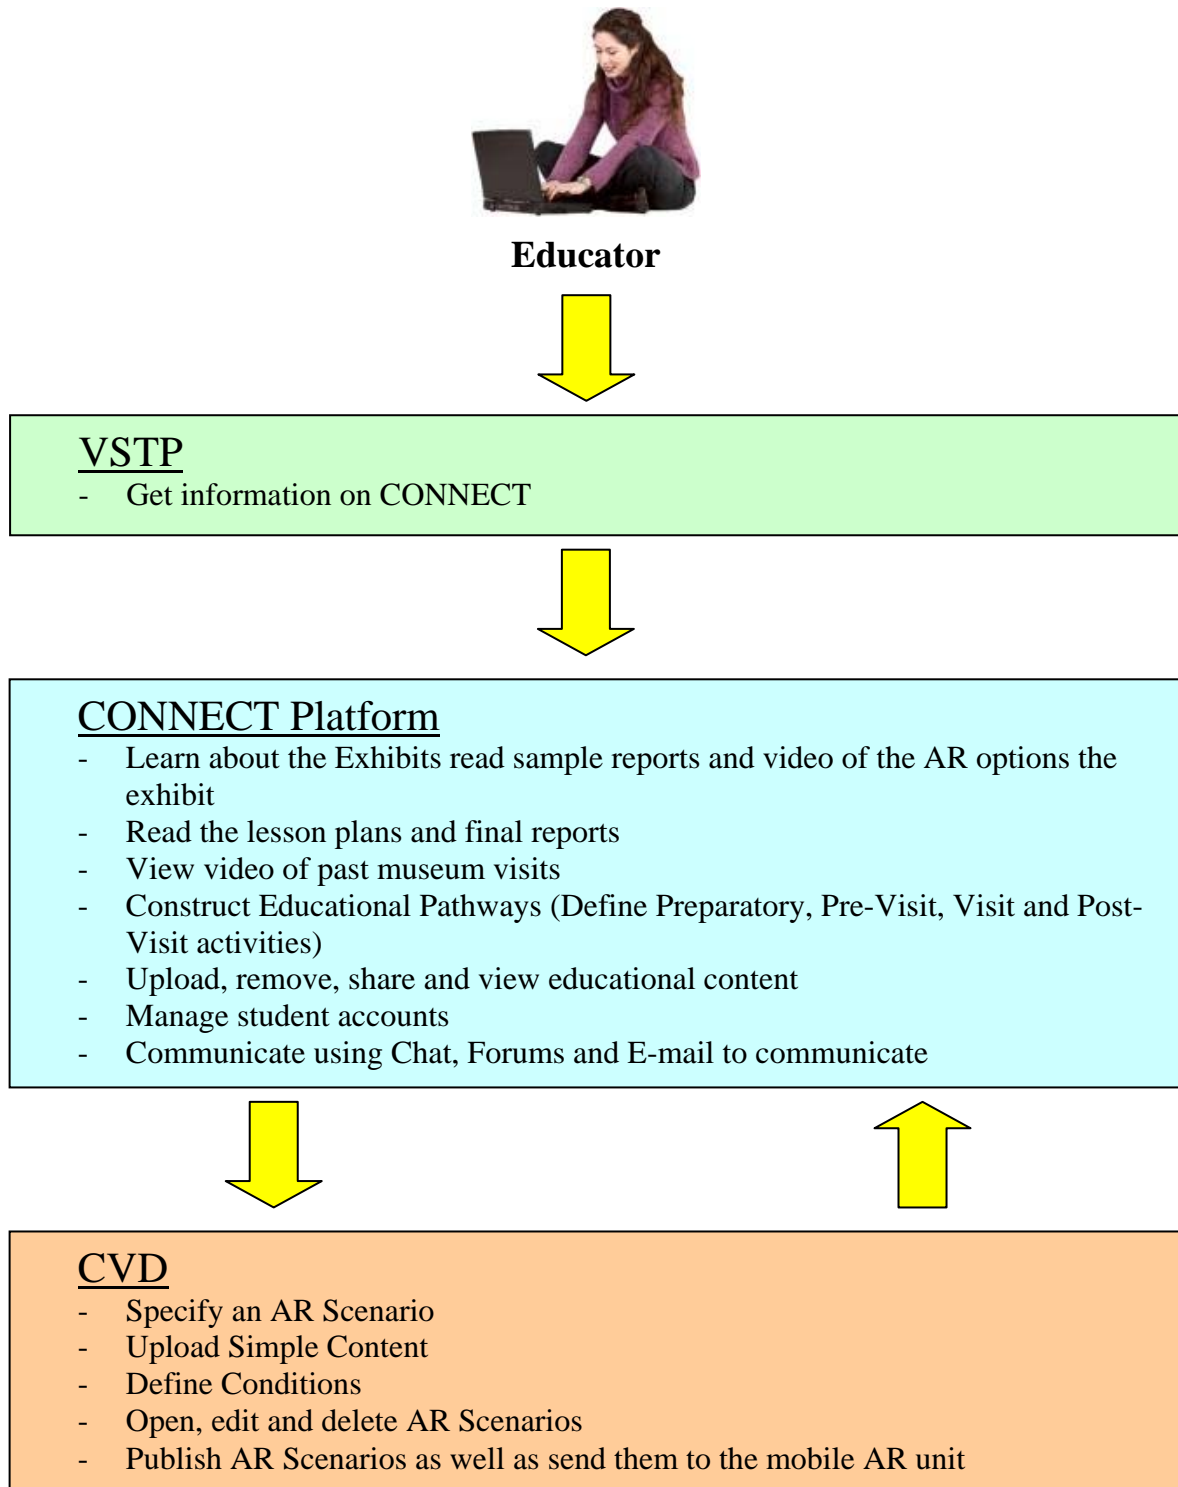 Educator
VSTP
- Get information on CONNECT
CONNECT Platform
- Learn about the Exhibits read sample reports and video of the AR options the
exhibit
- Read the lesson plans and final reports
- View video of past museum visits
- Construct Educational Pathways (Define Preparatory, Pre-Visit, Visit and Post-
Visit activities)
- Upload, remove, share and view educational content
- Manage student accounts
- Communicate using Chat, Forums and E-mail to communicate
CVD
- Specify an AR Scenario
- Upload Simple Content
- Define Conditions
- Open, edit and delete AR Scenarios
- Publish AR Scenarios as well as send them to the mobile AR unit